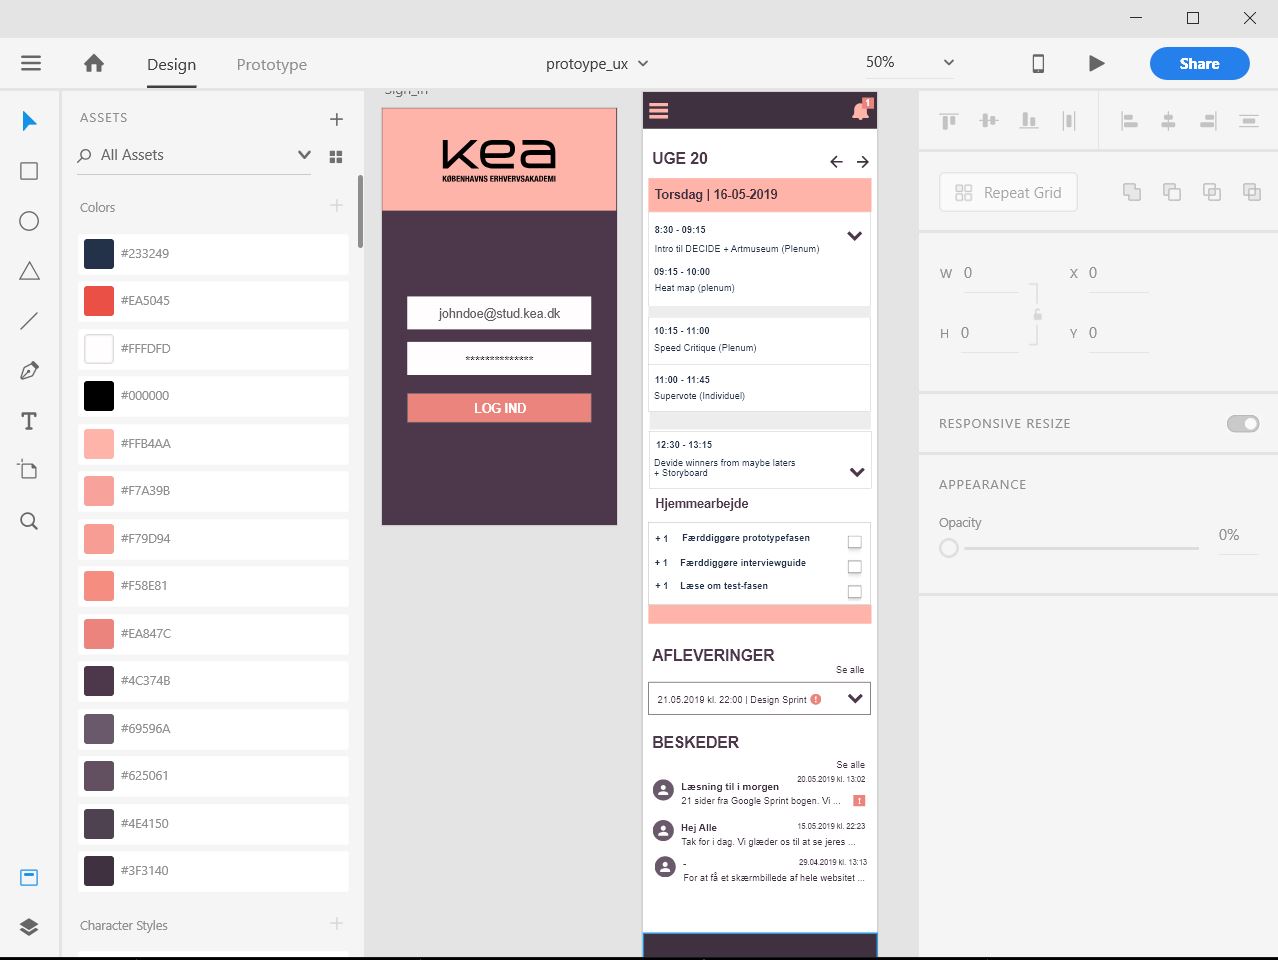 Design
Prototype
protoype_ux
50%
Share
ASSETS
All Assets
Colors
#233249
#EA5045
#FFFDFD
#000000
#FFB4AA
#F7A39B
#F79D94
#F58E81
#EA847C
#4C374B
#69596A
#625061
#4E4150
#3F3140
Character Styles
Sign_in
kea
KØBENHAVNS ERHVERVSAKADEMI
johndoe@stud.kea.dk
**************
LOG IND
1
UGE 20
Torsdag | 16-05-2019
8:30 - 09:15
Intro til DECIDE + Artmuseum (Plenum)
09:15 - 10:00
Heat map (plenum)
10:15 - 11:00
Speed Critique (Plenum)
11:00 - 11:45
Supervote (Individuel)
12:30 - 13:15
Devide winners from maybe laters
+ Storyboard
Hjemmearbejde
+ 1 Færddiggøre prototypefasen
+ 1 Færddiggøre interviewguide
+ 1 Læse om test-fasen
AFLEVERINGER
Se alle
21.05.2019 kl. 22:00 | Design Sprint !
BESKEDER
Se alle
20.05.2019 kl. 13:02
Læsning til i morgen
21 sider fra Google Sprint bogen. Vi ... 1
Hej Alle 15.05.2019 kl. 22:23
Tak for i dag. Vi glæder os til at se jeres ...
- 29.04.2019 kl. 13:13
For at få et skærmbillede af hele websitet ...
Repeat Grid
W 0 X 0
H 0 Y 0
RESPONSIVE RESIZE
APPEARANCE
Opacity
0%